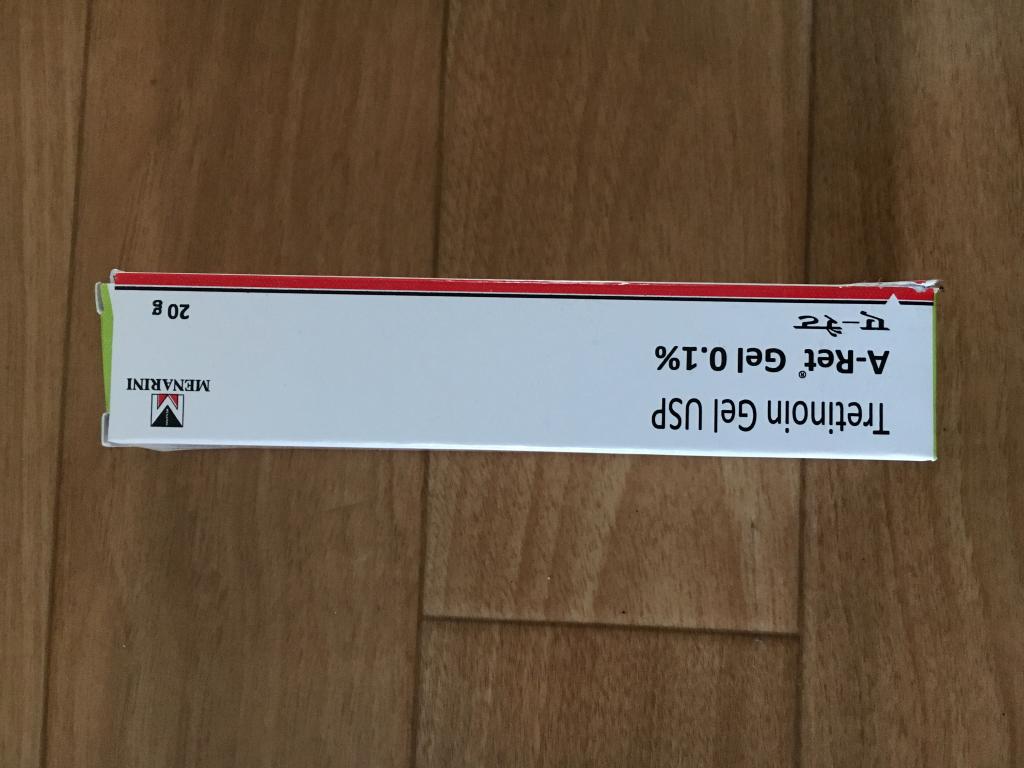 Tretinoin Gel USP
A-Ret® Gel 0.1%
ए-रेट
MENARINI
20 g